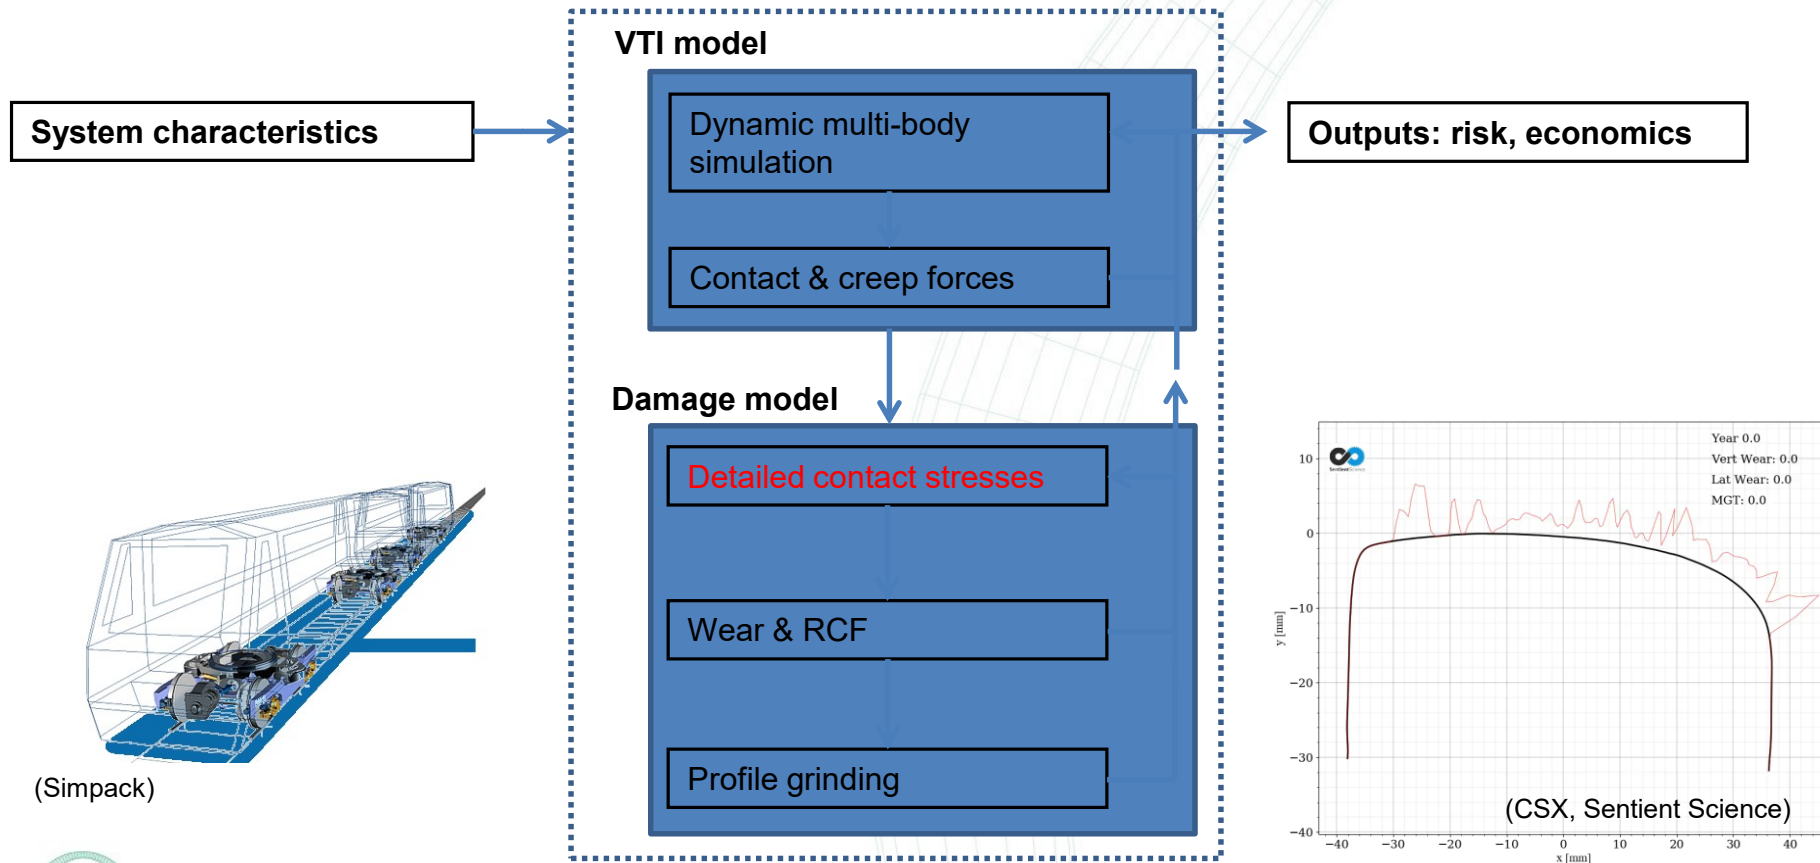 VTI model
System characteristics
Dynamic multi-body
simulation
Outputs: risk, economics
Contact & creep forces
Damage model
Detailed contact stresses
Wear & RCF
Profile grinding
(Simpack)
SentientScience
Year 0.0
Vert Wear: 0.0
Lat Wear: 0.0
MGT: 0.0
10
0
−10
−20
−30
−40
y [mm]
−40 −30 −20 −10 0 10 20 30 40
x [mm]
(CSX, Sentient Science)